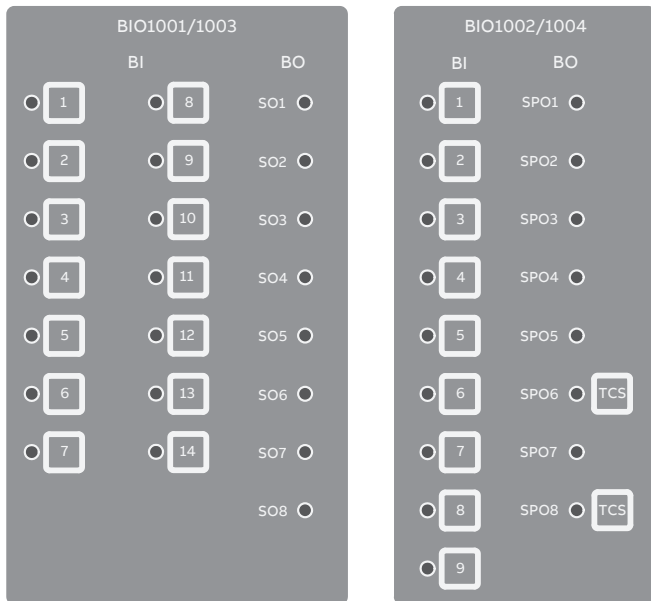 BIO1001/1003
BI BO
1 8 SO1
2 9 SO2
3 10 SO3
4 11 SO4
5 12 SO5
6 13 SO6
7 14 SO7
SO8
BIO1002/1004
BI BO
1 SPO1
2 SPO2
3 SPO3
4 SPO4
5 SPO5
6 SPO6 TCS
7 SPO7
8 SPO8 TCS
9